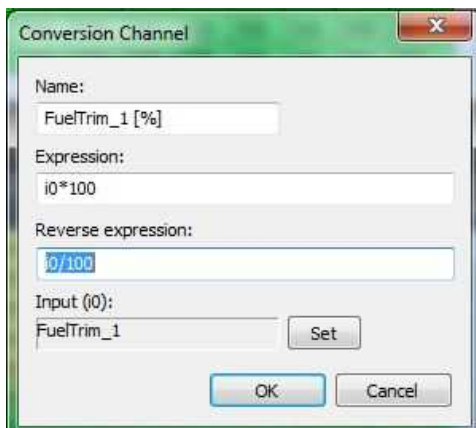 Conversion Channel
Name:
FuelTrim_1 [%]
Expression:
i0*100
Reverse expression:
i0/100
Input (i0):
FuelTrim_1
Set
OK
Cancel